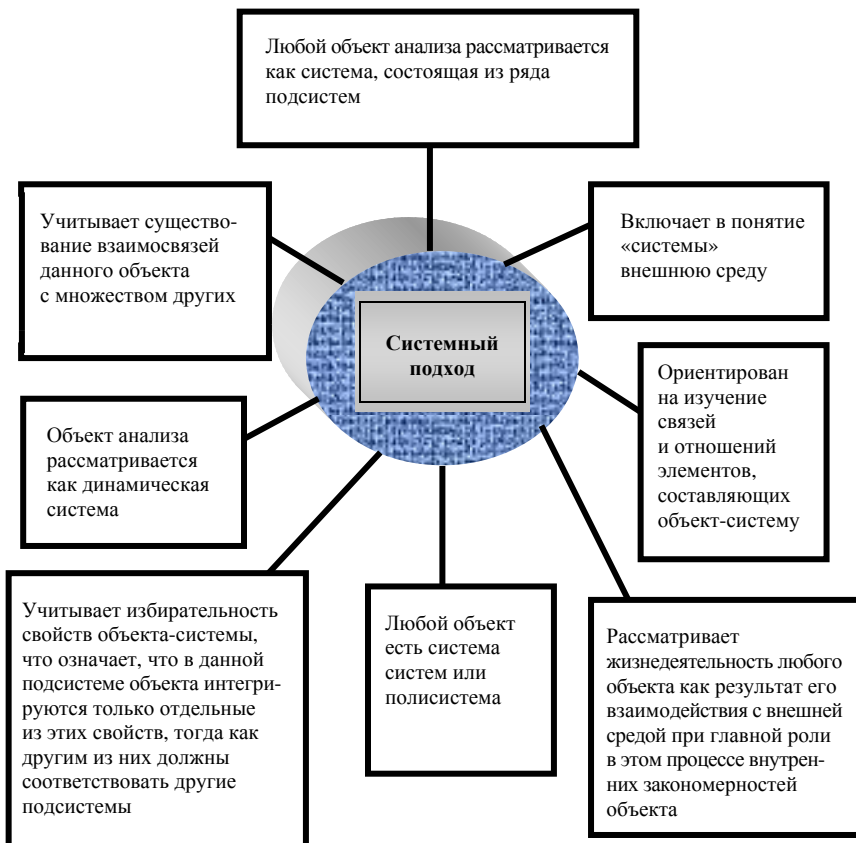 Любой объект анализа рассматривается
как система, состоящая из ряда
подсистем
Учитывает существо-
вание взаимосвязей
данного объекта
с множеством других
Включает в понятие
«системы»
внешнюю среду
Системный
подход
Объект анализа
рассматривается
как динамическая
система
Ориентирован
на изучение
связей
и отношений
элементов,
составляющих
объект-систему
Учитывает избирательность
свойств объекта-системы,
что означает, что в данной
подсистеме объекта интегри-
руются только отдельные
из этих свойств, тогда как
другим из них должны
соответствовать другие
подсистемы
Любой объект
есть система
систем или
полисистема
Рассматривает
жизнедеятельность любого
объекта как результат его
взаимодействия с внешней
средой при главной роли
в этом процессе внутрен-
них закономерностей
объекта